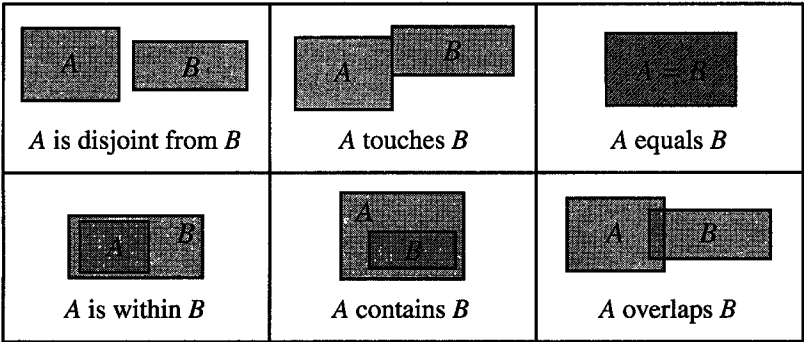 A B
A is disjoint from B
A B
A touches B
A = B
A equals B
A B
A is within B
A B
A contains B
A B
A overlaps B